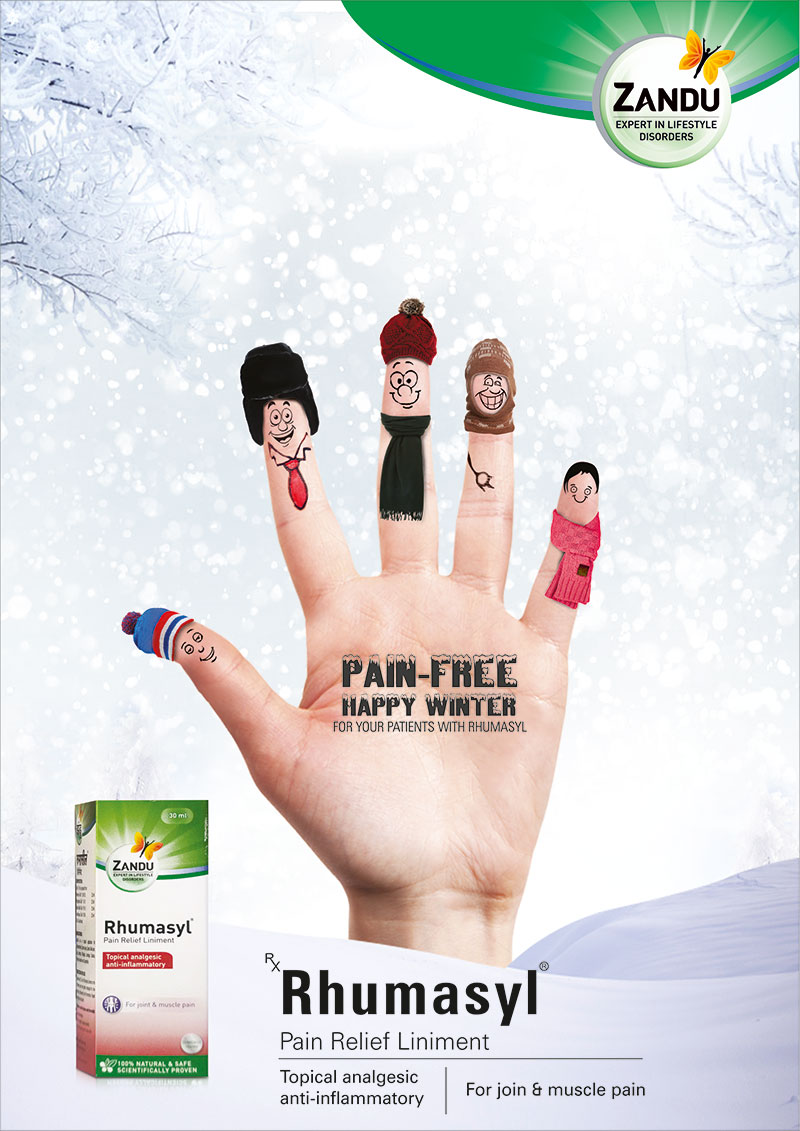 ZANDU
EXPERT IN LIFESTYLE
DISORDERS
PAIN-FREE
HAPPY WINTER
FOR YOUR PATIENTS WITH RHUMASYL
30 ml
ZANDU
EXPERT IN LIFESTYLE
DISORDERS
Rhumasyl®
Pain Relief Liniment
Topical analgesic
anti-inflammatory
For joint & muscle pain
100% NATURAL & SAFE
SCIENTIFICALLY PROVEN
RX
Rhumasyl®
Pain Relief Liniment
Topical analgesic
anti-inflammatory
For join & muscle pain